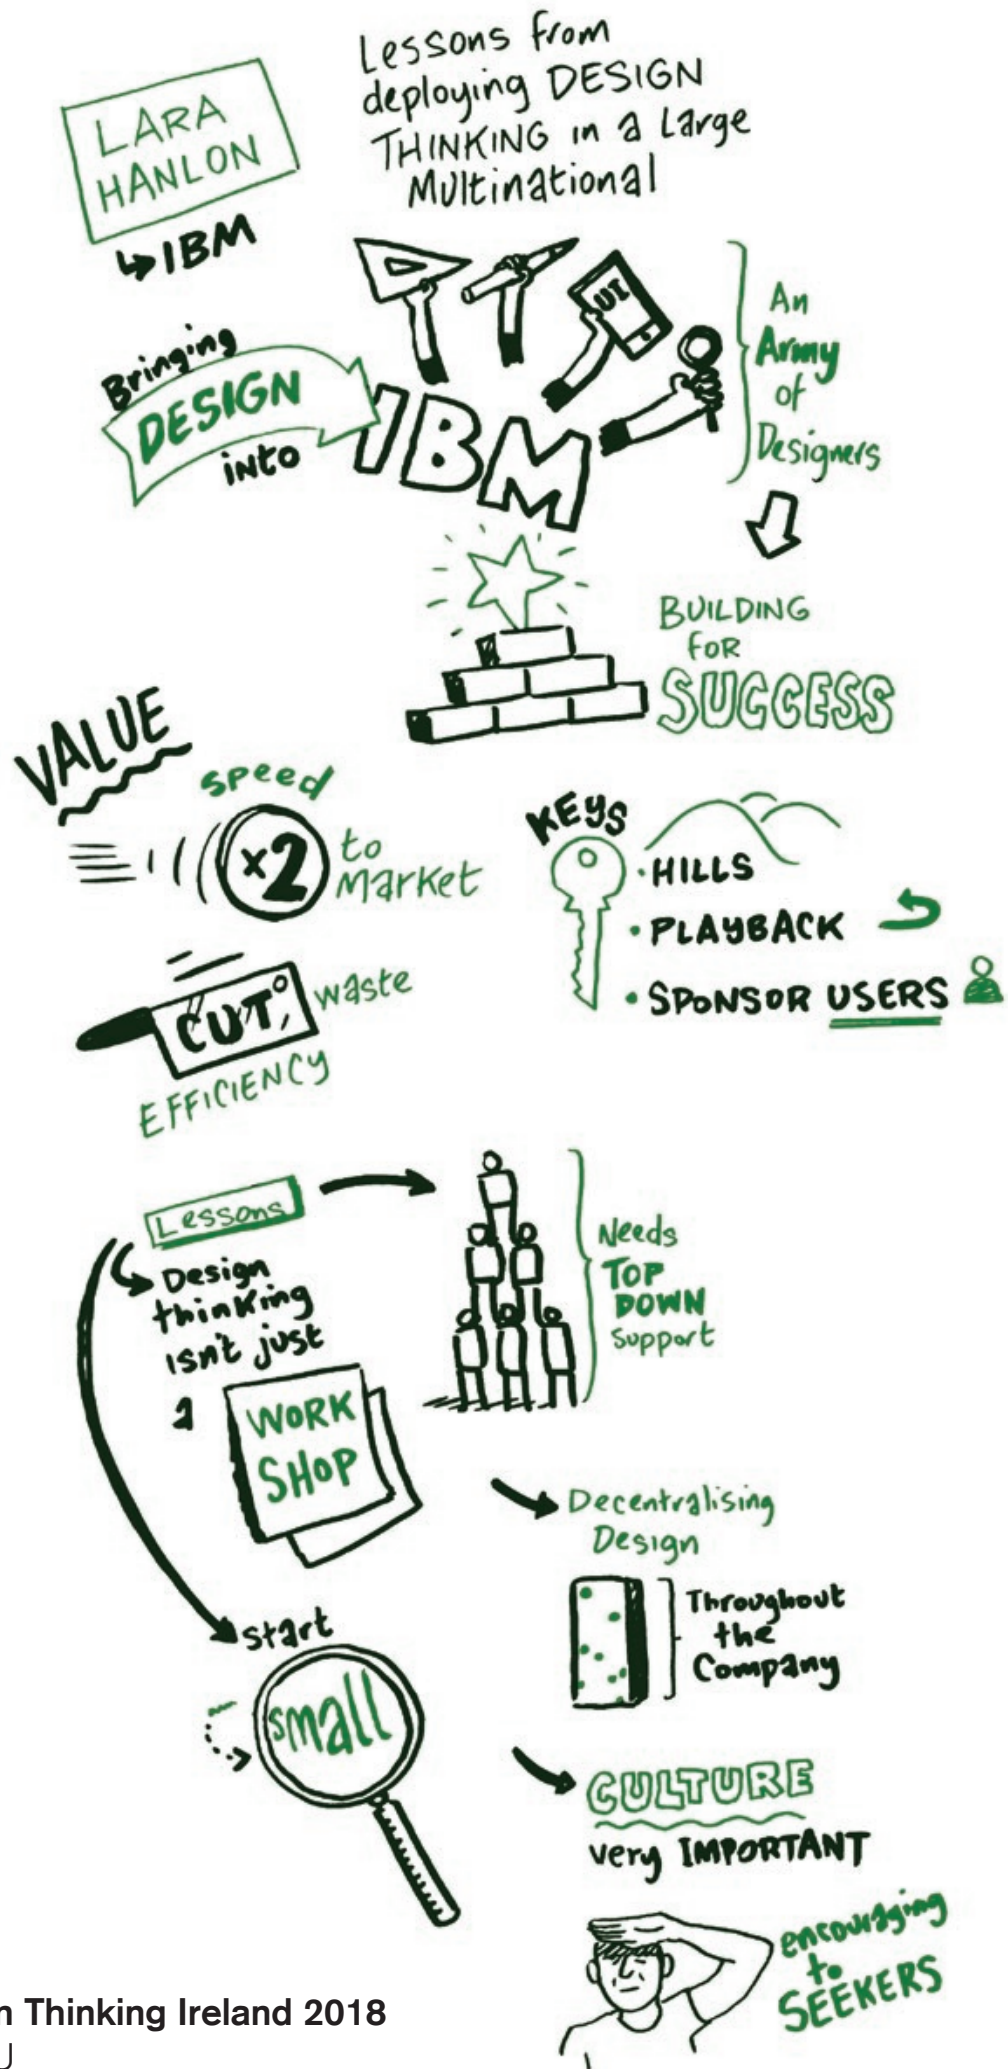 Lessons from
deploying DESIGN
THINKING in a Large
Multinational
LARA
HANLON
IBM
Bringing
DESIGN
into
IBM
UI
An
Army
of
Designers
BUILDING
FOR
SUCCESS
VALUE
speed
x2
to
market
CUT
waste
EFFICIENCY
KEYS
• HILLS
• PLAYBACK
• SPONSOR USERS
Lessons
Design
thinking
isn't just
a
WORK
SHOP
Needs
TOP
DOWN
Support
Decentralising
Design
Throughout
the
Company
start
small
CULTURE
very IMPORTANT
encouraging
to
SEEKERS
Thinking Ireland 2018